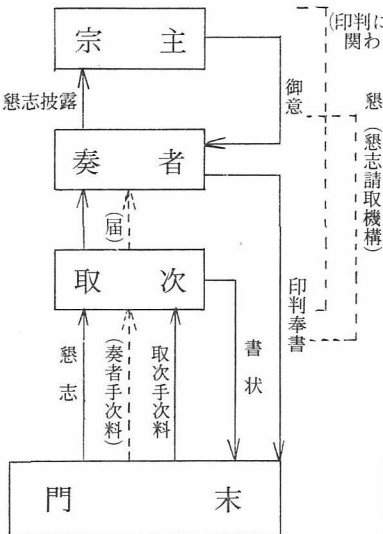 宗主
(印判に
関わ
懇志披露
御意
懇
(懇志請取機構)
奏者
(届)
取次
印判奉書
懇志
(奏者手次料)
取次手次料
書状
門末